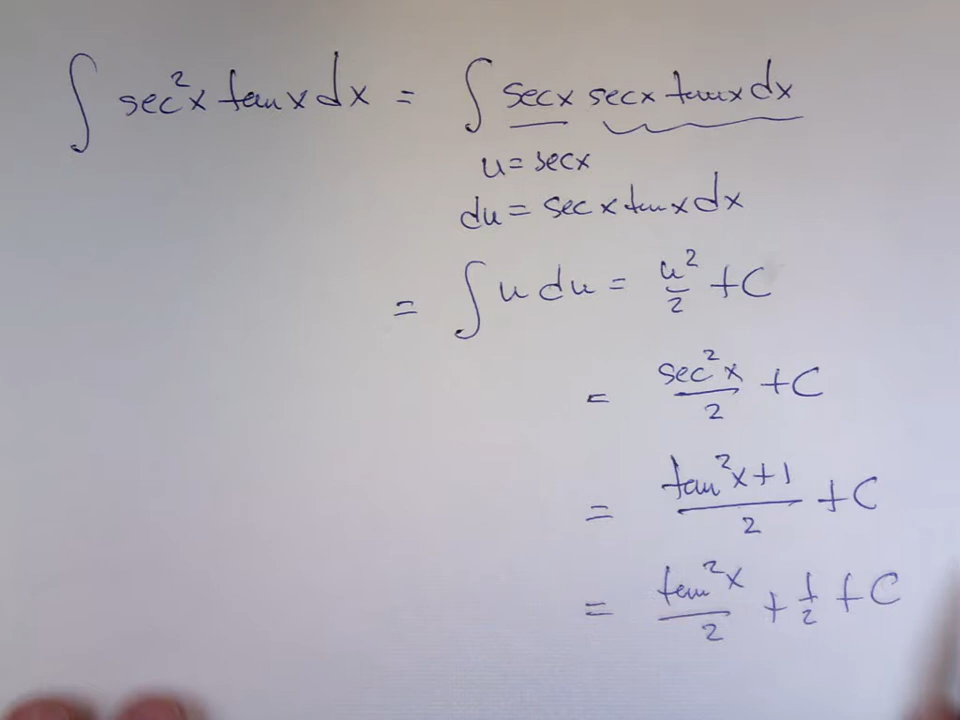 ∫ sec²x tanx dx = ∫ secx secx tanx dx
u = secx
du = secx tanx dx
= ∫ u du = u²/2 + C
= sec²x/2 + C
= tan²x+1/2 + C
= tan²x/2 + 1/2 + C